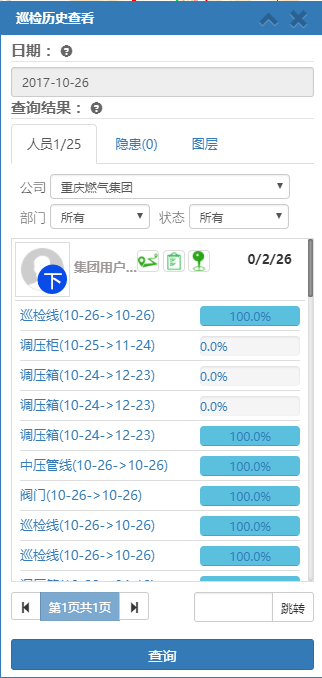 巡检历史查看
日期：
2017-10-26
查询结果：
人员1/25 隐患(0) 图层
公司 重庆燃气集团
部门 所有 状态 所有
下 集团用户... 0/2/26
巡检线(10-26->10-26) 100.0%
调压柜(10-25->11-24) 0.0%
调压箱(10-24->12-23) 0.0%
调压箱(10-24->12-23) 0.0%
调压箱(10-24->12-23) 100.0%
中压管线(10-26->10-26) 100.0%
阀门(10-26->10-26) 100.0%
巡检线(10-26->10-26) 100.0%
巡检线(10-26->10-26) 100.0%
第1页共1页 跳转
查询